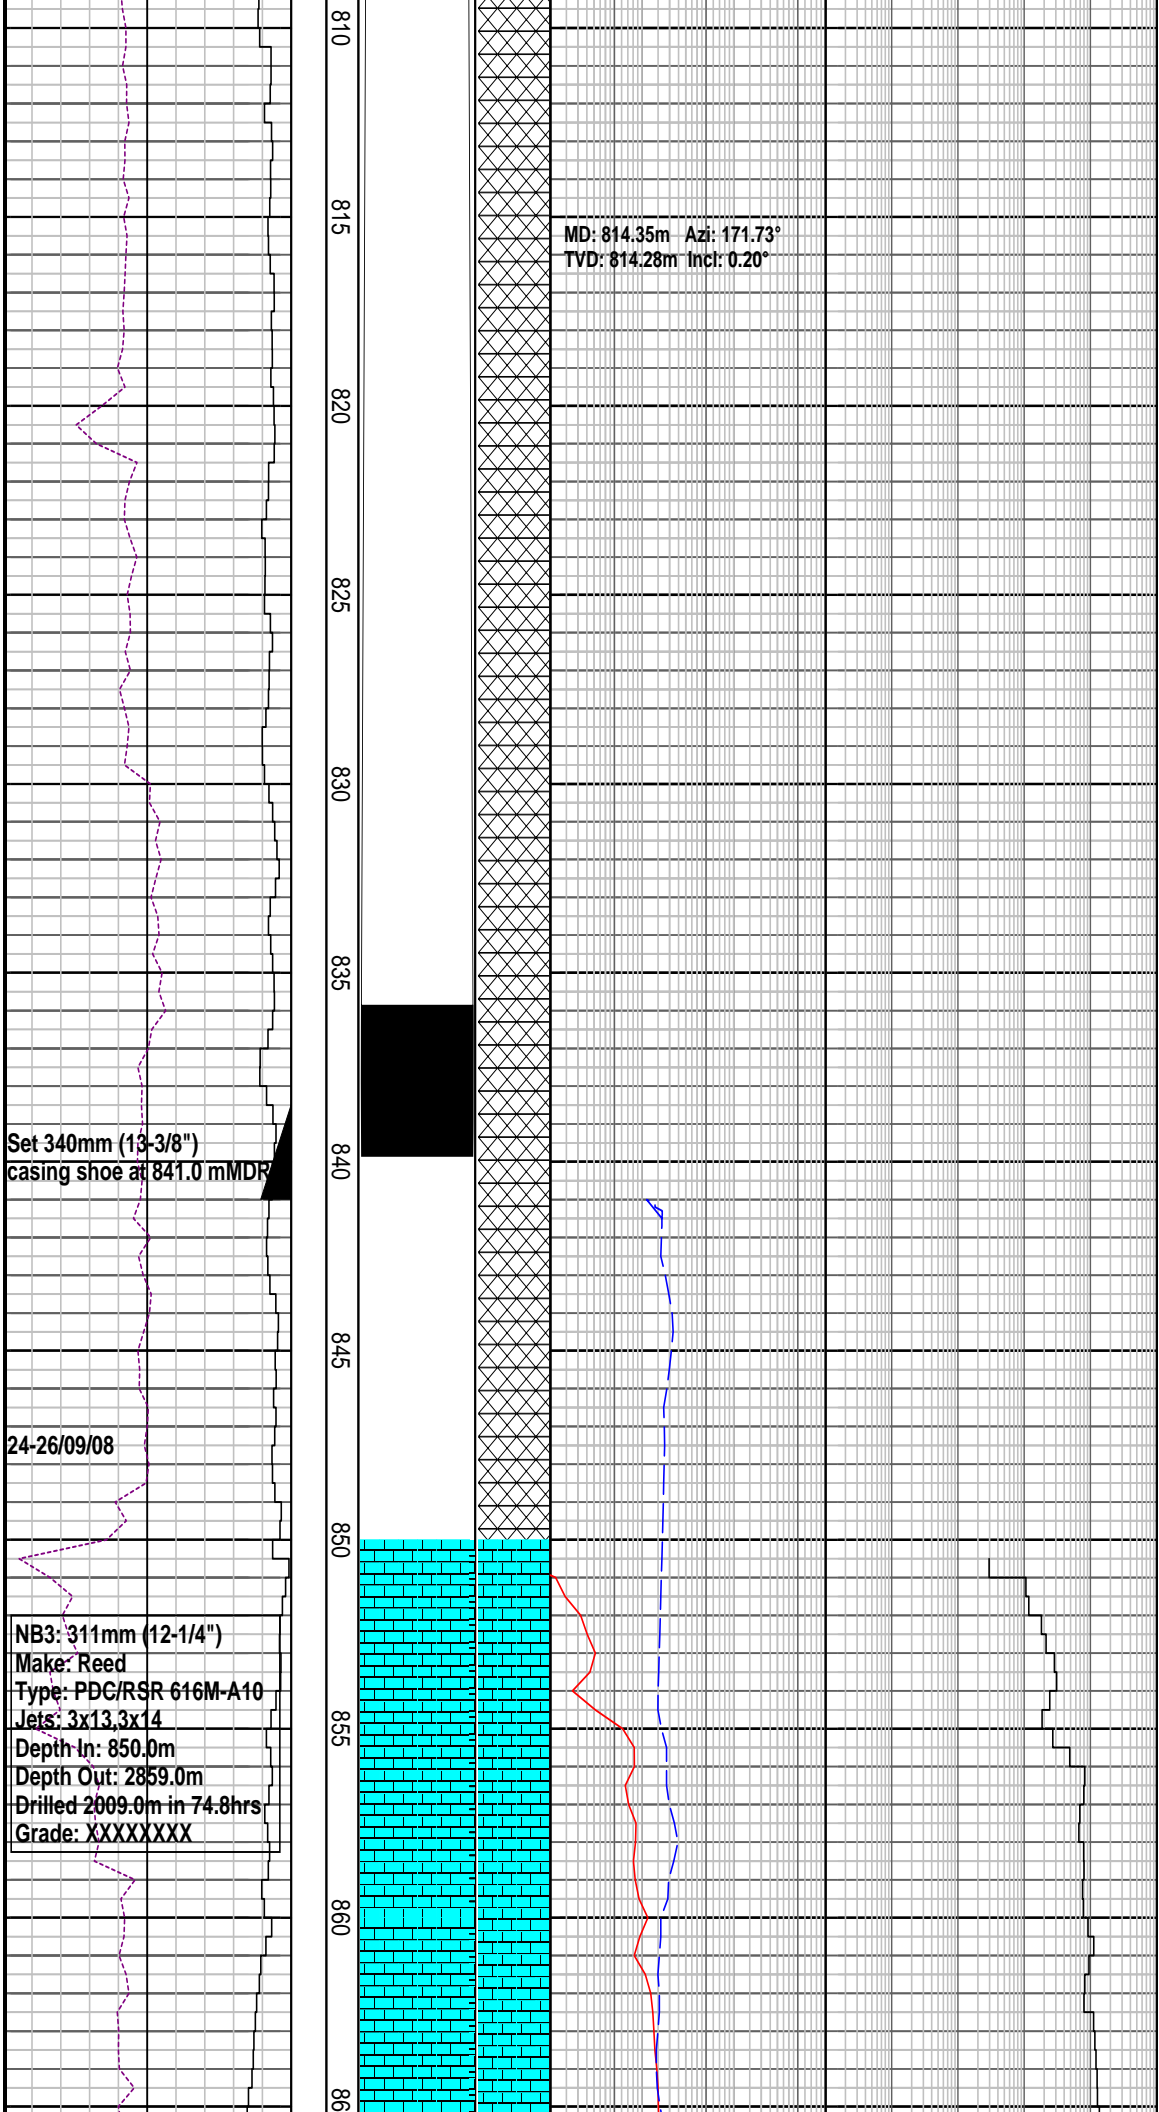 810
815
MD: 814.35m Azi: 171.73°
TVD: 814.28m Incl: 0.20°
820
825
830
835
Set 340mm (13-3/8")
casing shoe at 841.0 mMDR
840
845
24-26/09/08
850
NB3: 311mm (12-1/4")
Make: Reed
Type: PDC/RSR 616M-A10
Jets: 3x13,3x14
Depth In: 850.0m
Depth Out: 2859.0m
Drilled 2009.0m in 74.8hrs
Grade: XXXXXXXX
855
860
86